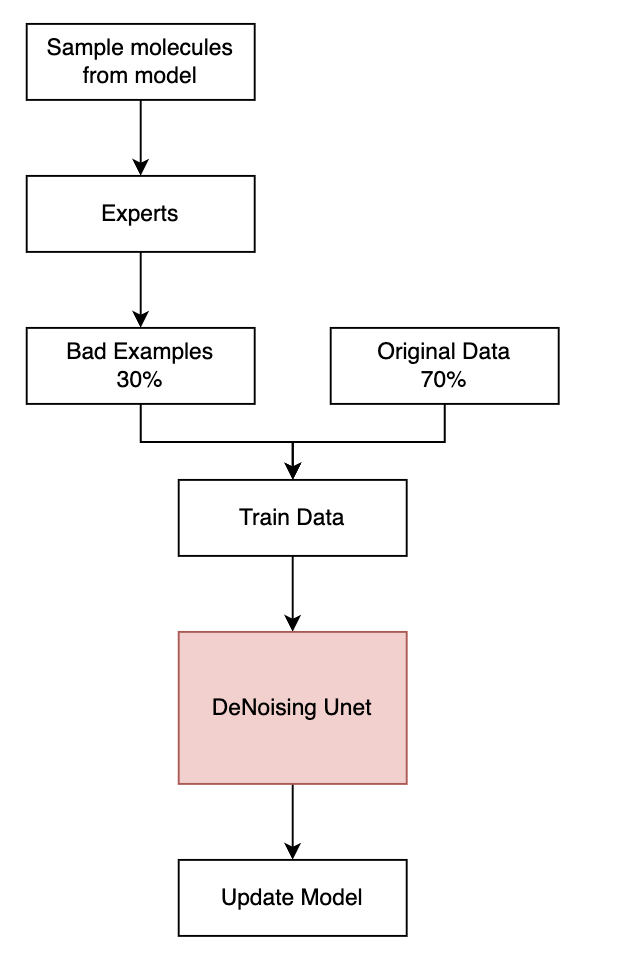 Sample molecules
from model
Experts
Bad Examples
30%
Original Data
70%
Train Data
DeNoising Unet
Update Model